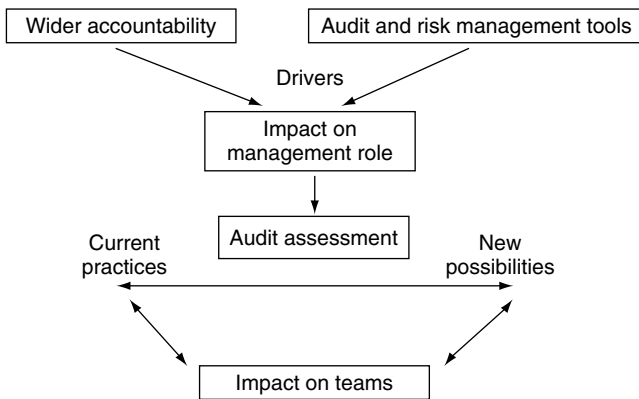 Wider accountability
Audit and risk management tools
Drivers
Impact on
management role
Audit assessment
Current
practices
New
possibilities
Impact on teams